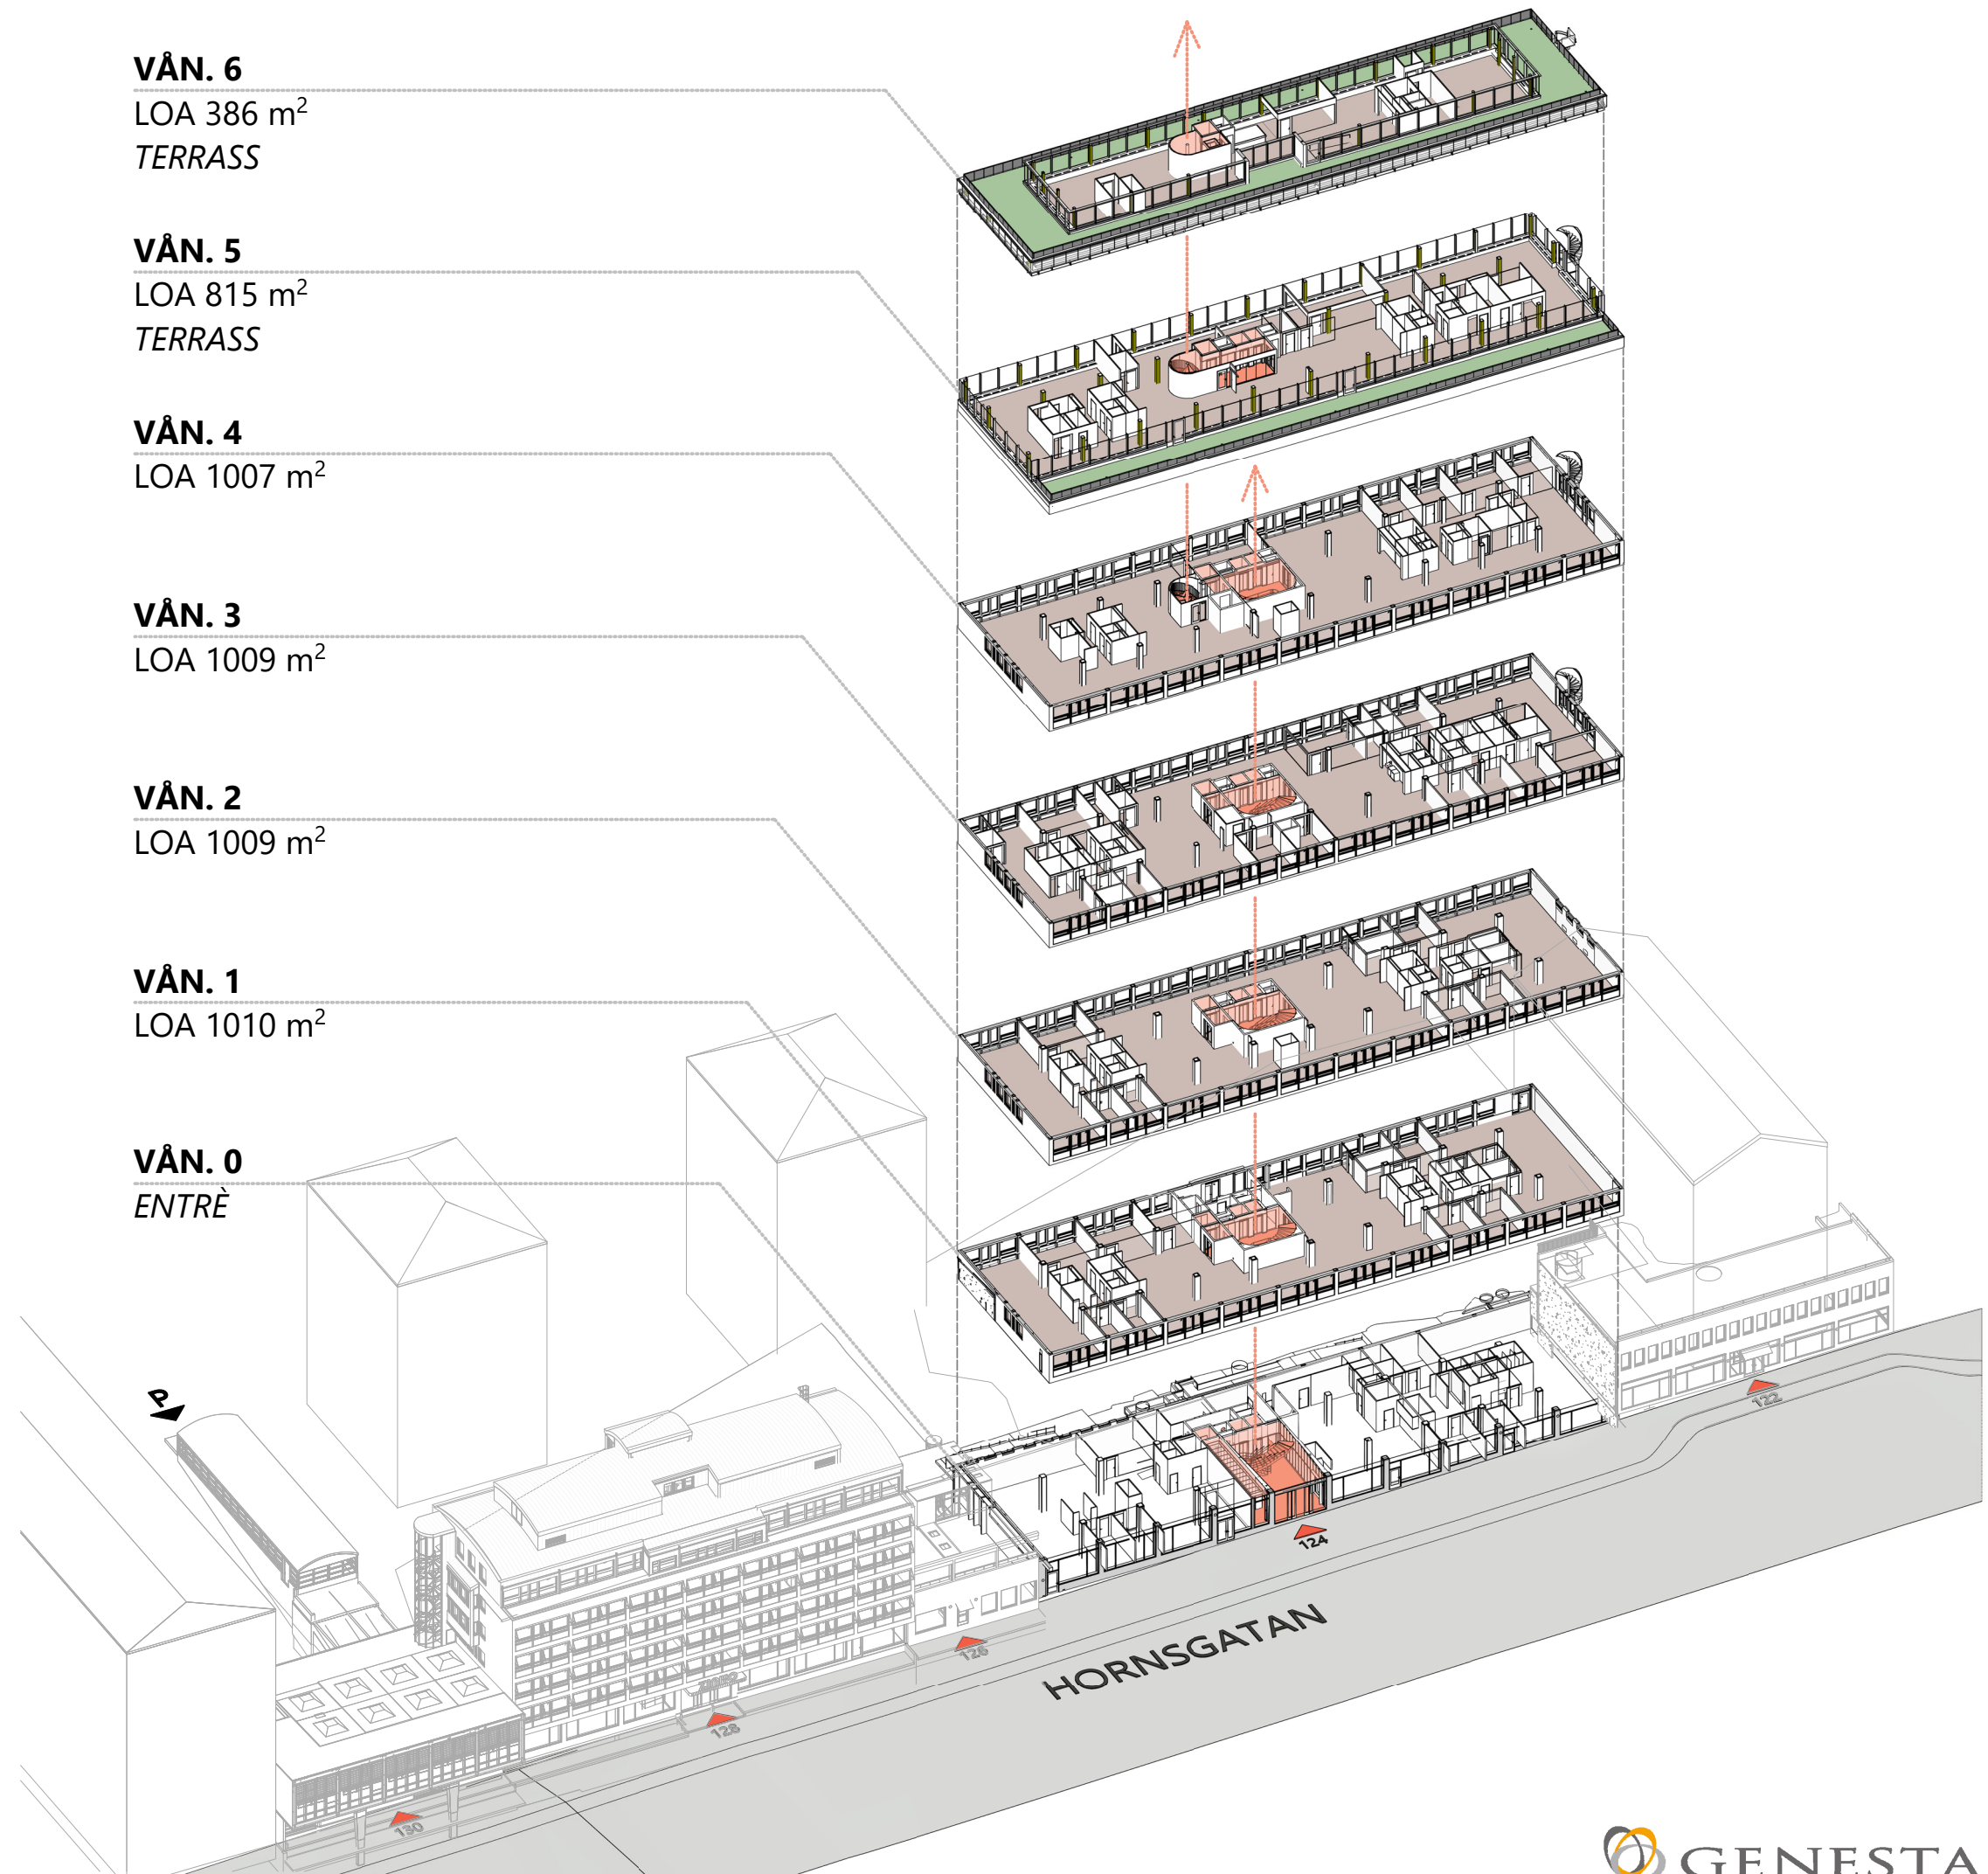 VÅN. 6
LOA 386 m²
TERRASS
VÅN. 5
LOA 815 m²
TERRASS
VÅN. 4
LOA 1007 m²
VÅN. 3
LOA 1009 m²
VÅN. 2
LOA 1009 m²
VÅN. 1
LOA 1010 m²
VÅN. 0
ENTRÈ
P
122
124
126
128
130
HORNSGATAN
GENESTA